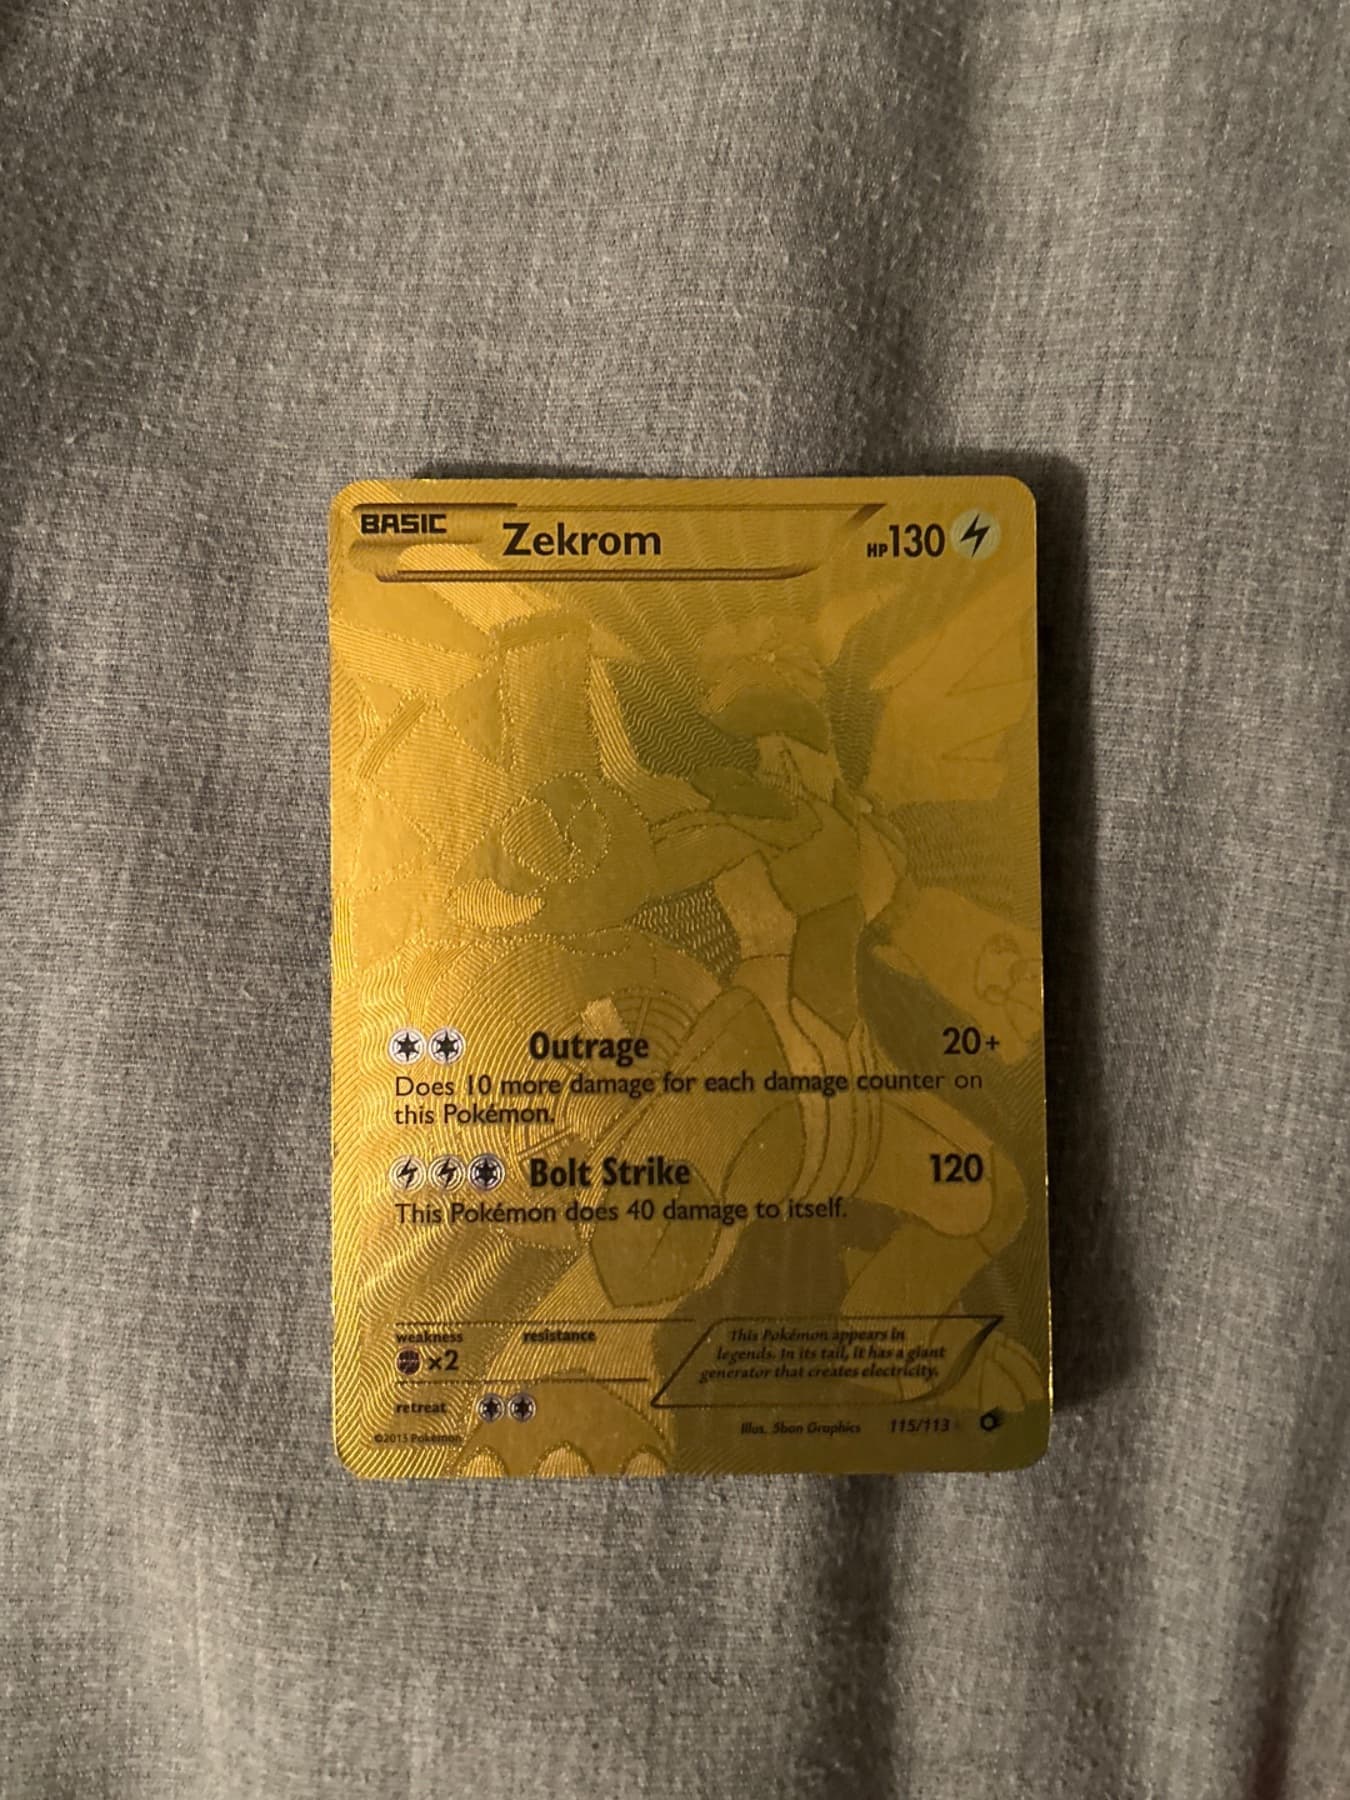 BASIC Zekrom HP130
Outrage 20+
Does 10 more damage for each damage counter on
this Pokémon.
Bolt Strike 120
This Pokémon does 40 damage to itself.
weakness resistance
×2
retreat
This Pokémon appears in
legends. In its tail, it has a giant
generator that creates electricity.
©2013 Pokémon
Illus. 5ban Graphics 115/113